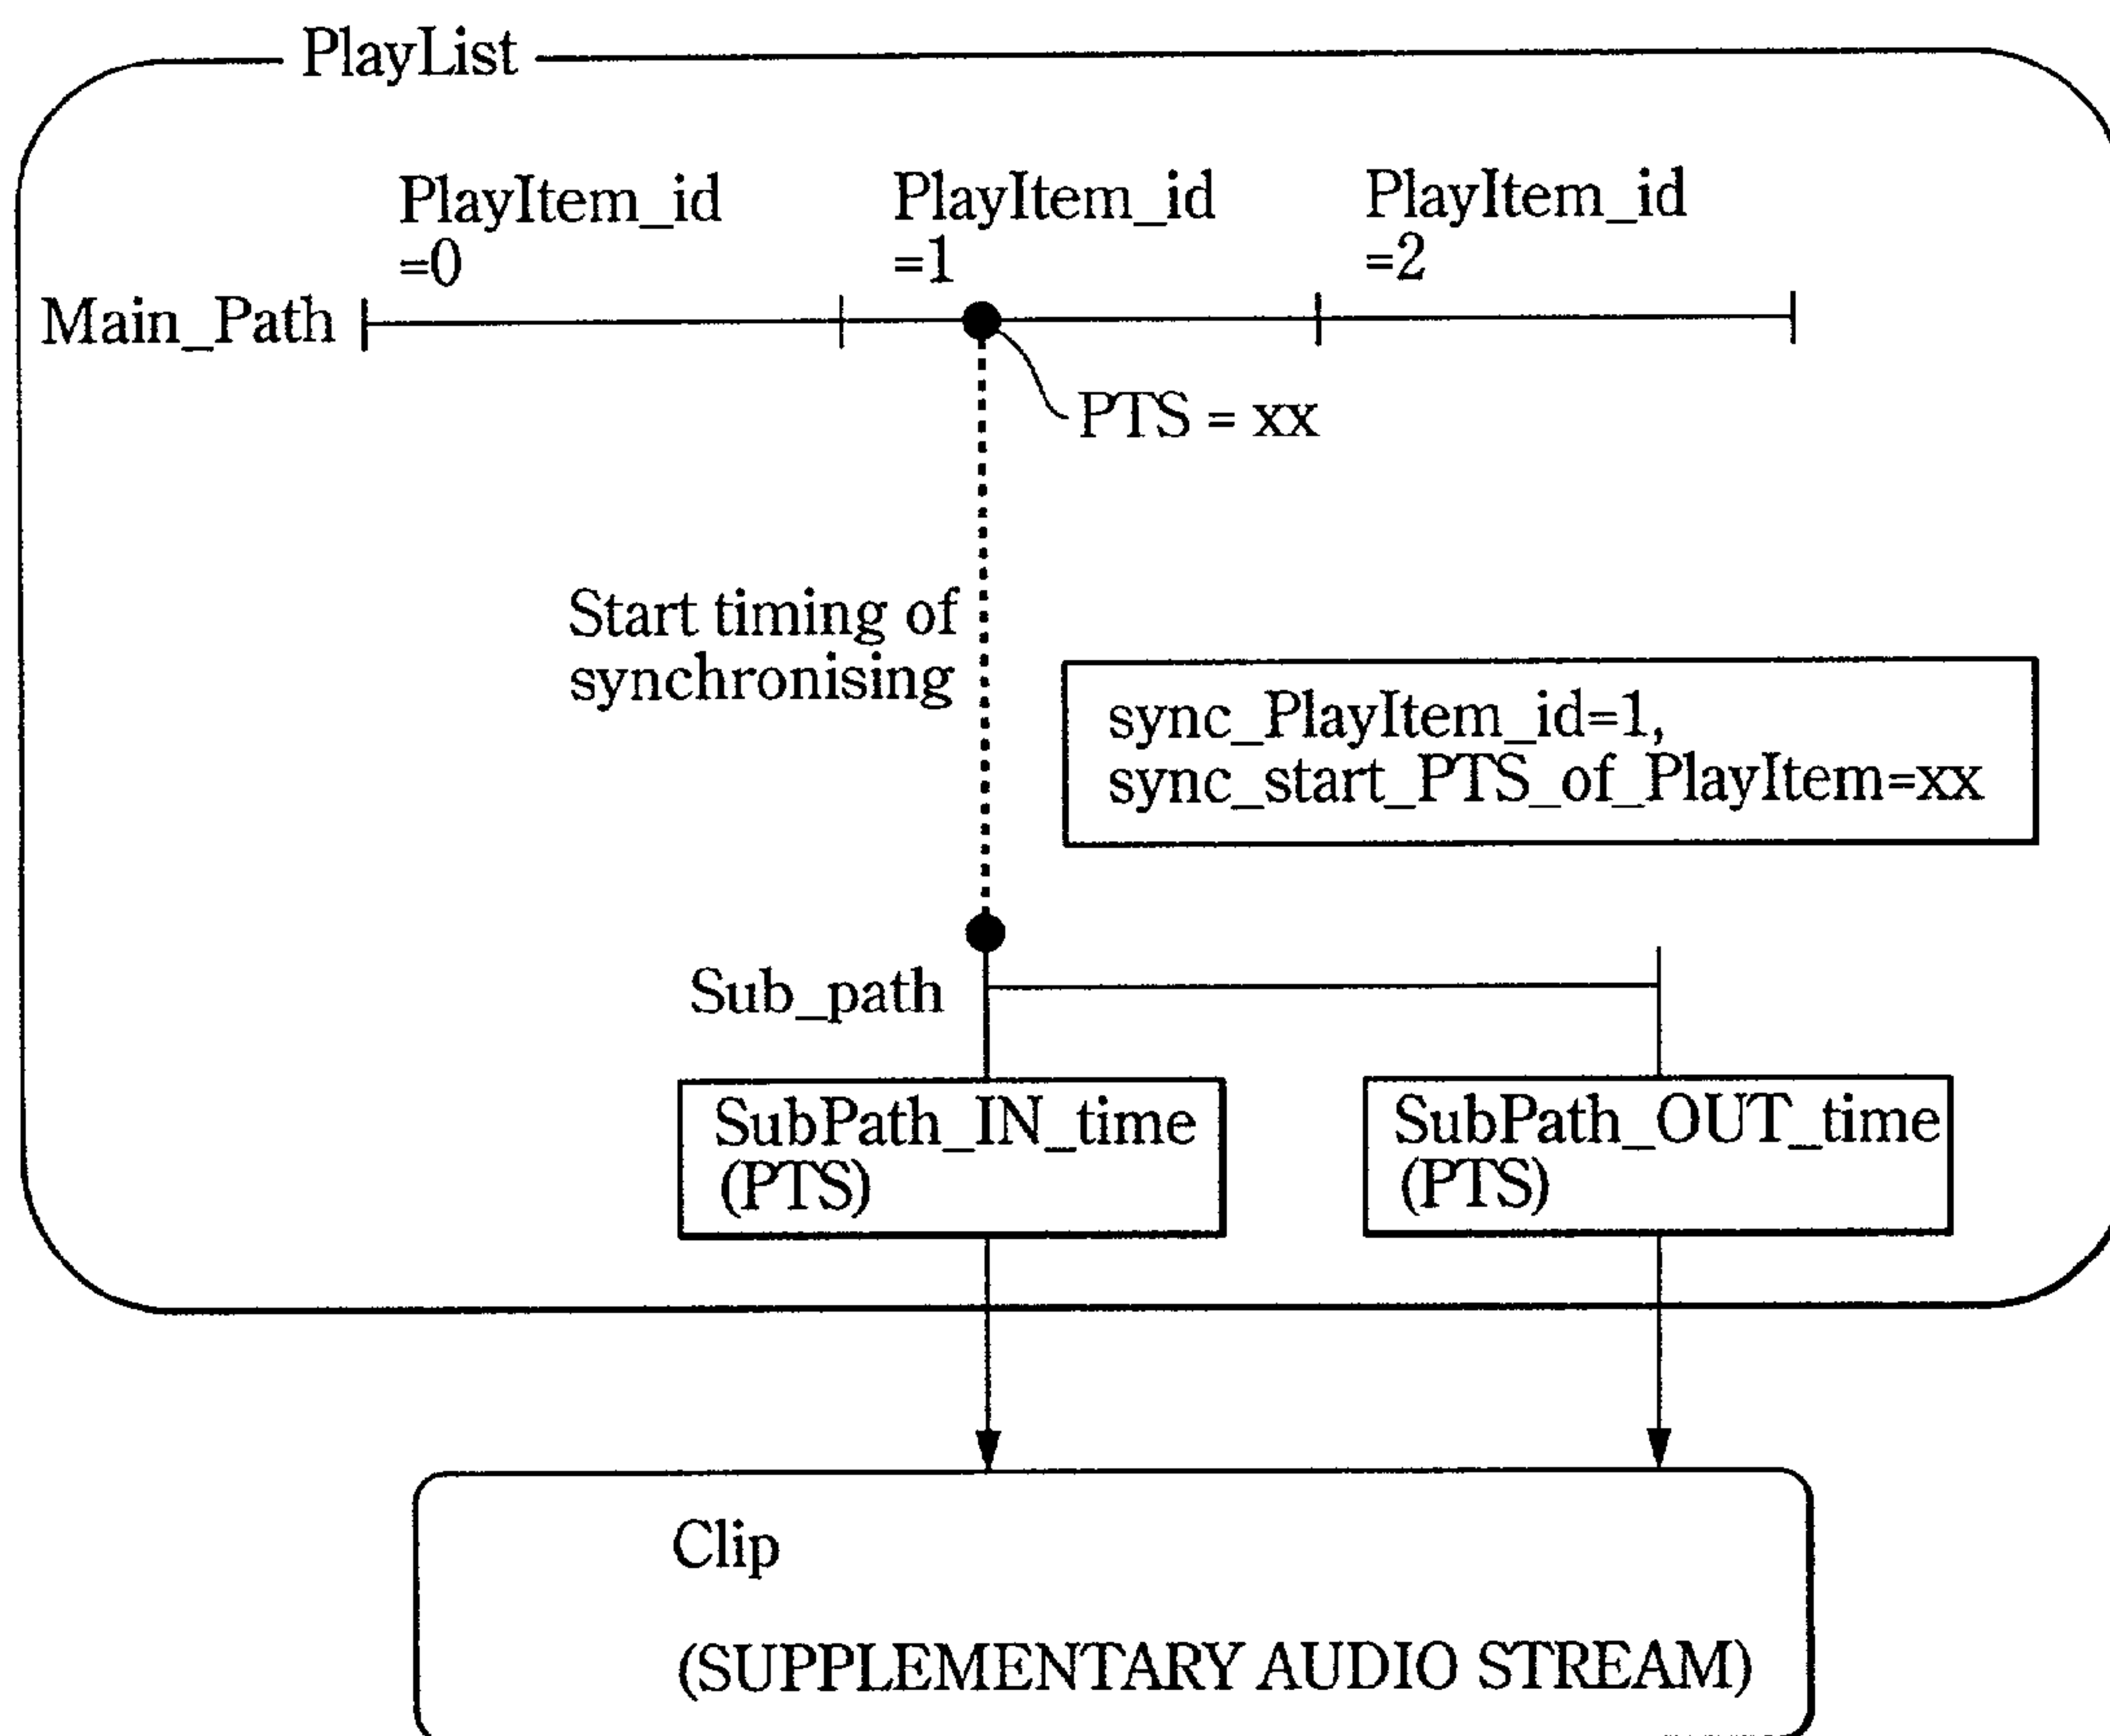 PlayList
PlayItem_id
=0
PlayItem_id
=1
PlayItem_id
=2
Main_Path
PTS = xx
Start timing of
synchronising
sync_PlayItem_id=1,
sync_start_PTS_of_PlayItem=xx
Sub_path
SubPath_IN_time
(PTS)
SubPath_OUT_time
(PTS)
Clip
(SUPPLEMENTARY AUDIO STREAM)